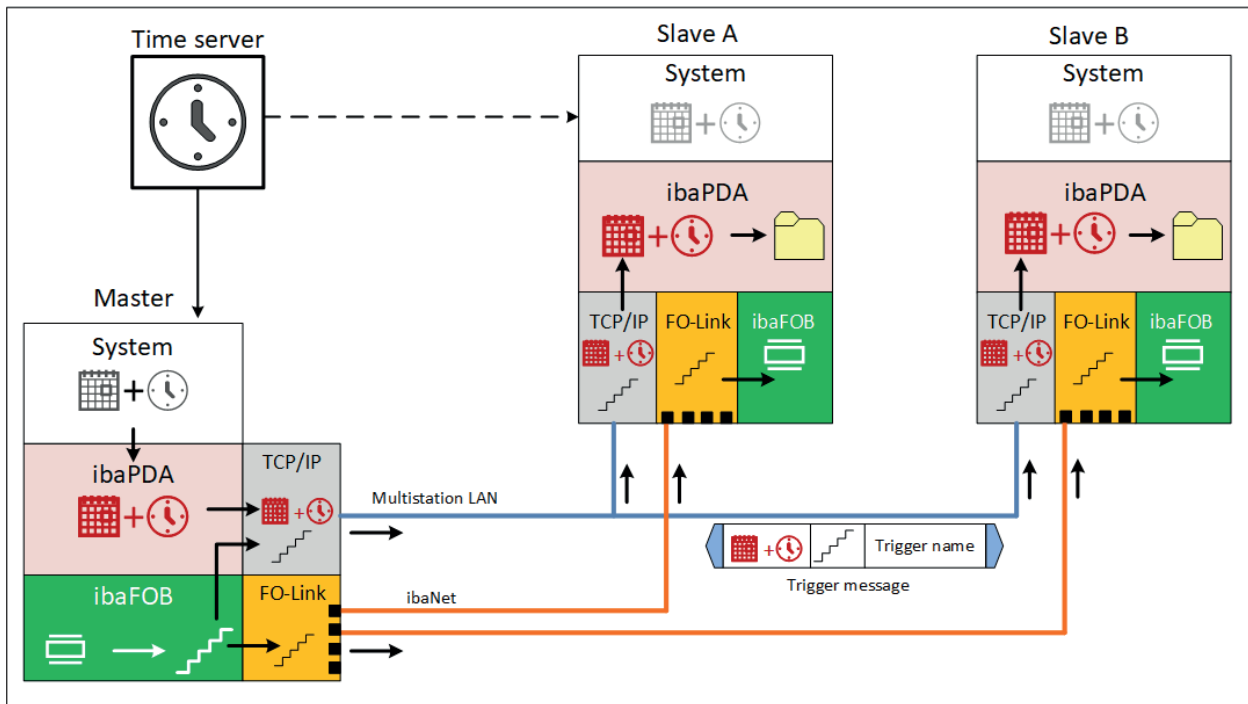 Time server
Slave A
Slave B
System
System
ibaPDA
ibaPDA
Master
System
TCP/IP
FO-Link
ibaFOB
TCP/IP
FO-Link
ibaFOB
ibaPDA
TCP/IP
Multistation LAN
Trigger name
Trigger message
ibaFOB
FO-Link
ibaNet